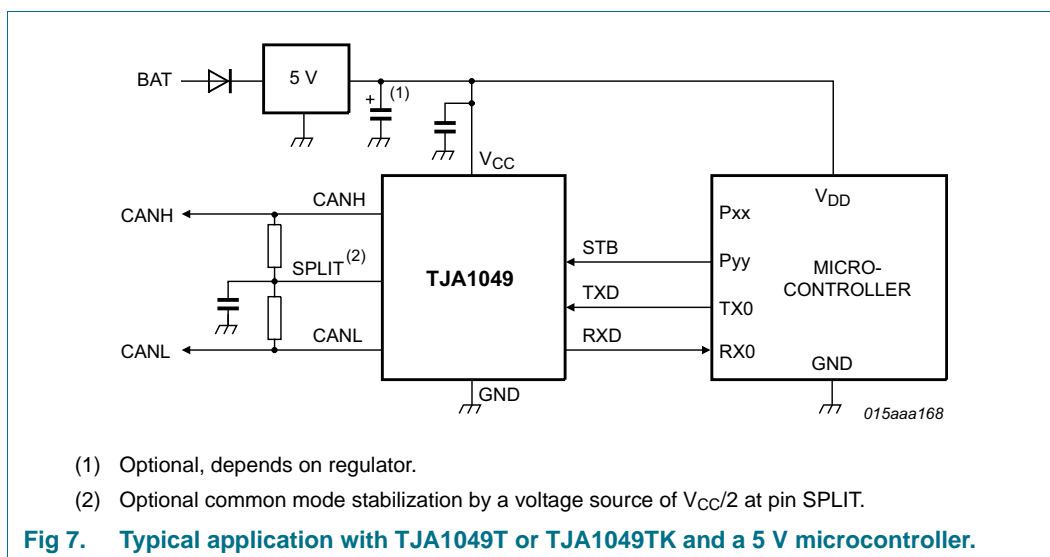 BAT
5 V
+
(1)
VCC
CANH
CANH
SPLIT(2)
CANL
CANL
TJA1049
GND
STB
TXD
RXD
VDD
Pxx
Pyy
TX0
RX0
MICRO-
CONTROLLER
GND
015aaa168
(1) Optional, depends on regulator.
(2) Optional common mode stabilization by a voltage source of VCC/2 at pin SPLIT.
Fig 7. Typical application with TJA1049T or TJA1049TK and a 5 V microcontroller.